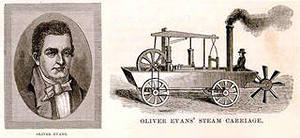 OLIVER EVANS.
OLIVER EVANS' STEAM CARRIAGE.